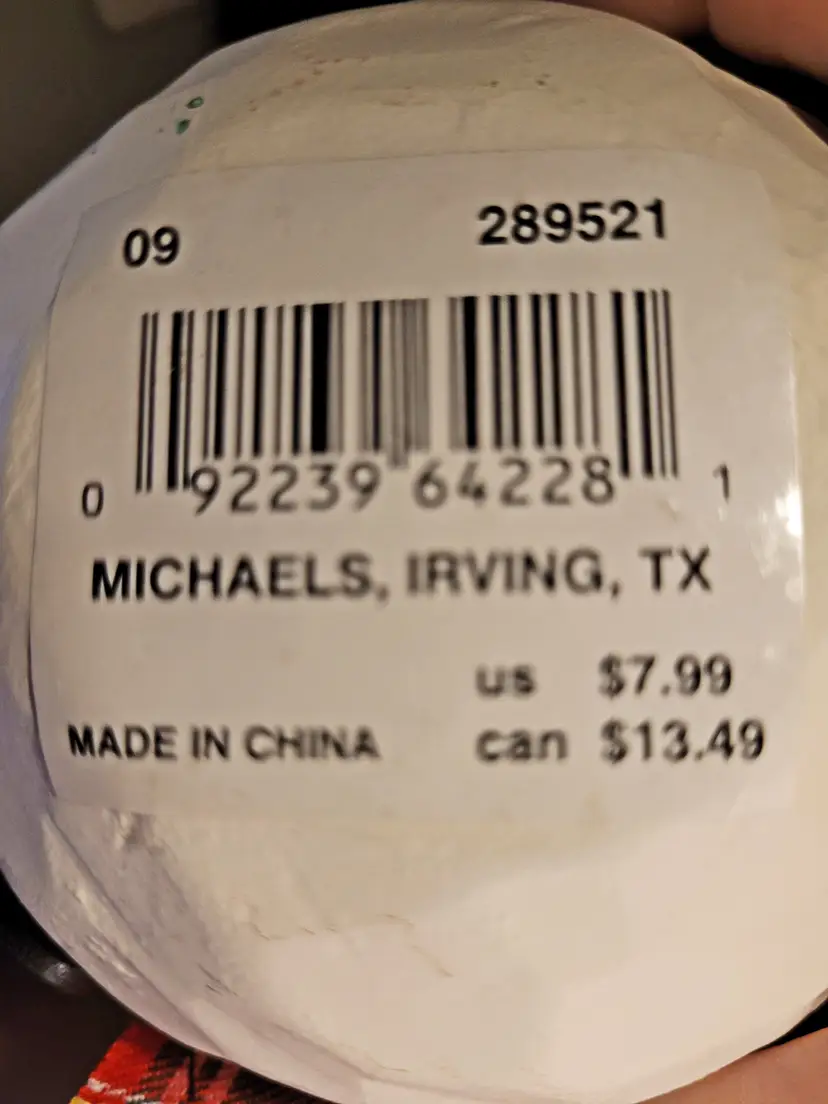 09 289521
0 92239 64228 1
MICHAELS, IRVING, TX
us $7.99
MADE IN CHINA can $13.49